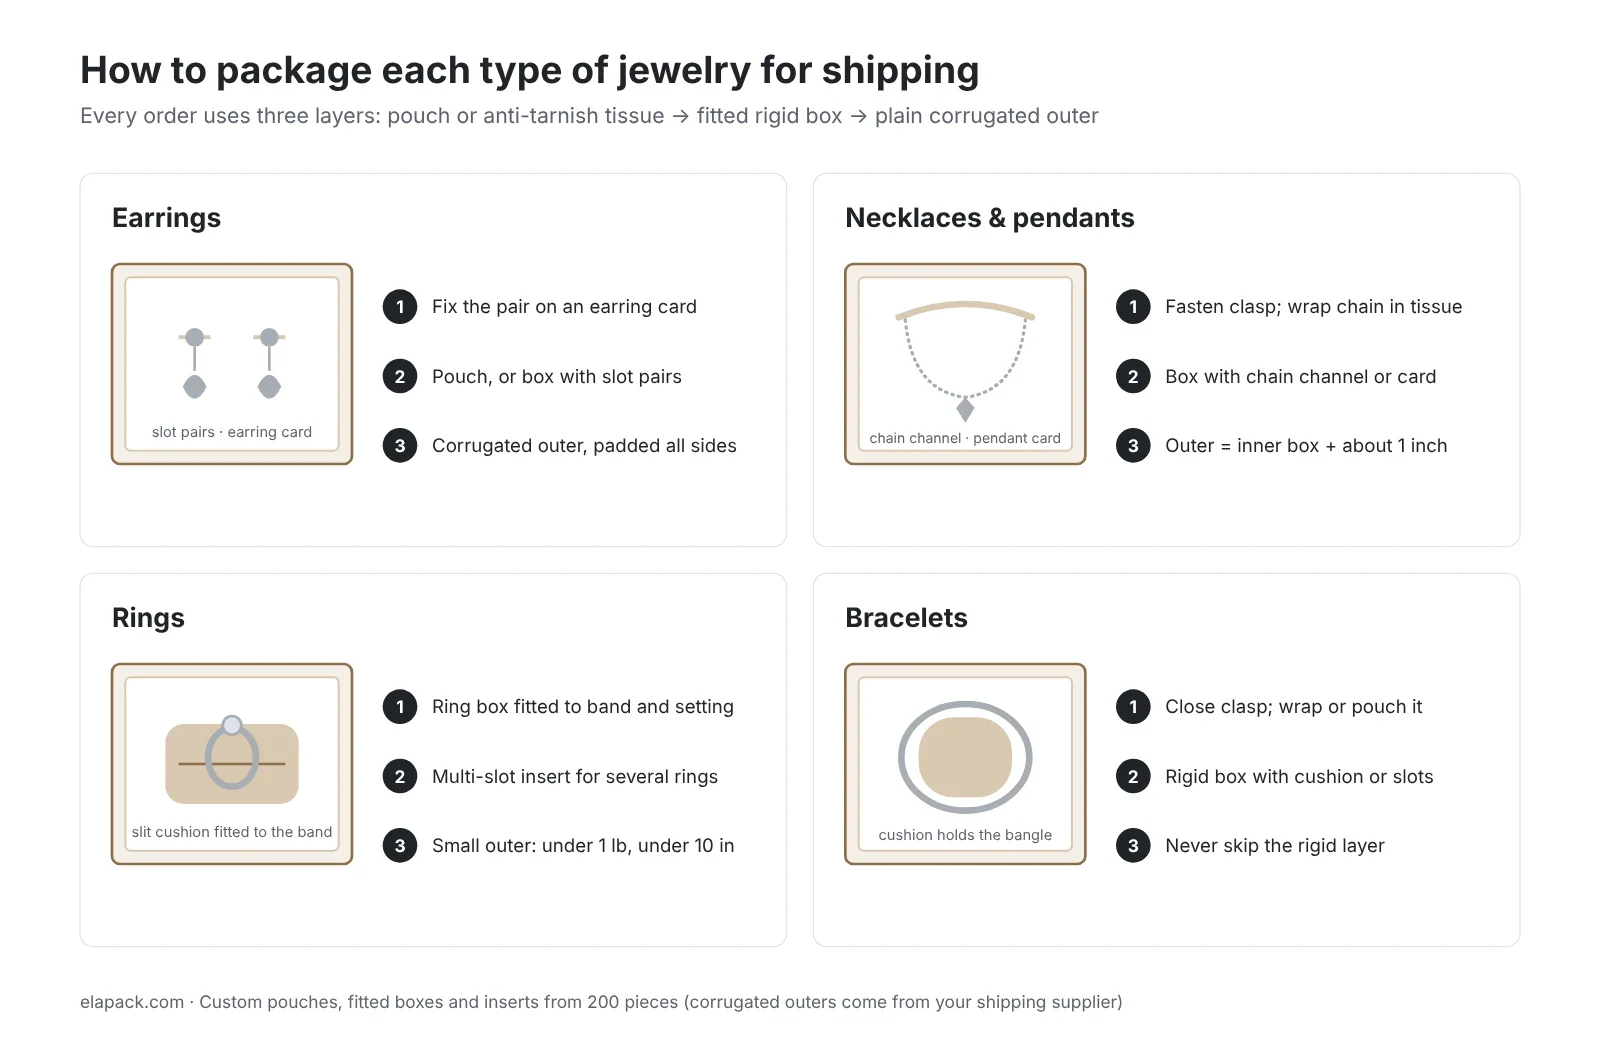 How to package each type of jewelry for shipping
Every order uses three layers: pouch or anti-tarnish tissue → fitted rigid box → plain corrugated outer
Earrings
slot pairs · earring card
1 Fix the pair on an earring card
2 Pouch, or box with slot pairs
3 Corrugated outer, padded all sides
Necklaces & pendants
chain channel · pendant card
1 Fasten clasp; wrap chain in tissue
2 Box with chain channel or card
3 Outer = inner box + about 1 inch
Rings
slit cushion fitted to the band
1 Ring box fitted to band and setting
2 Multi-slot insert for several rings
3 Small outer: under 1 lb, under 10 in
Bracelets
cushion holds the bangle
1 Close clasp; wrap or pouch it
2 Rigid box with cushion or slots
3 Never skip the rigid layer
elapack.com · Custom pouches, fitted boxes and inserts from 200 pieces (corrugated outers come from your shipping supplier)